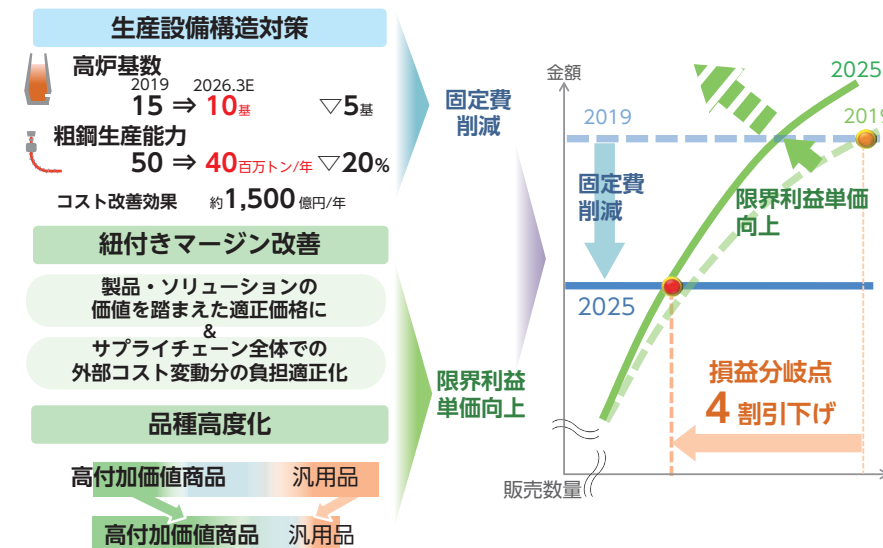 生産設備構造対策
高炉基数
2019 2026.3E
15 ⇒ 10基 ▽5基
粗鋼生産能力
50 ⇒ 40百万トン/年 ▽20%
コスト改善効果 約1,500億円/年
紐付きマージン改善
製品・ソリューションの
価値を踏まえた適正価格に
&
サプライチェーン全体での
外部コスト変動分の負担適正化
品種高度化
高付加価値商品 汎用品
高付加価値商品 汎用品
固定費
削減
限界利益
単価向上
金額
2025
2019
2019
固定費
削減
限界利益単価
向上
2025
損益分岐点
4割引下げ
販売数量